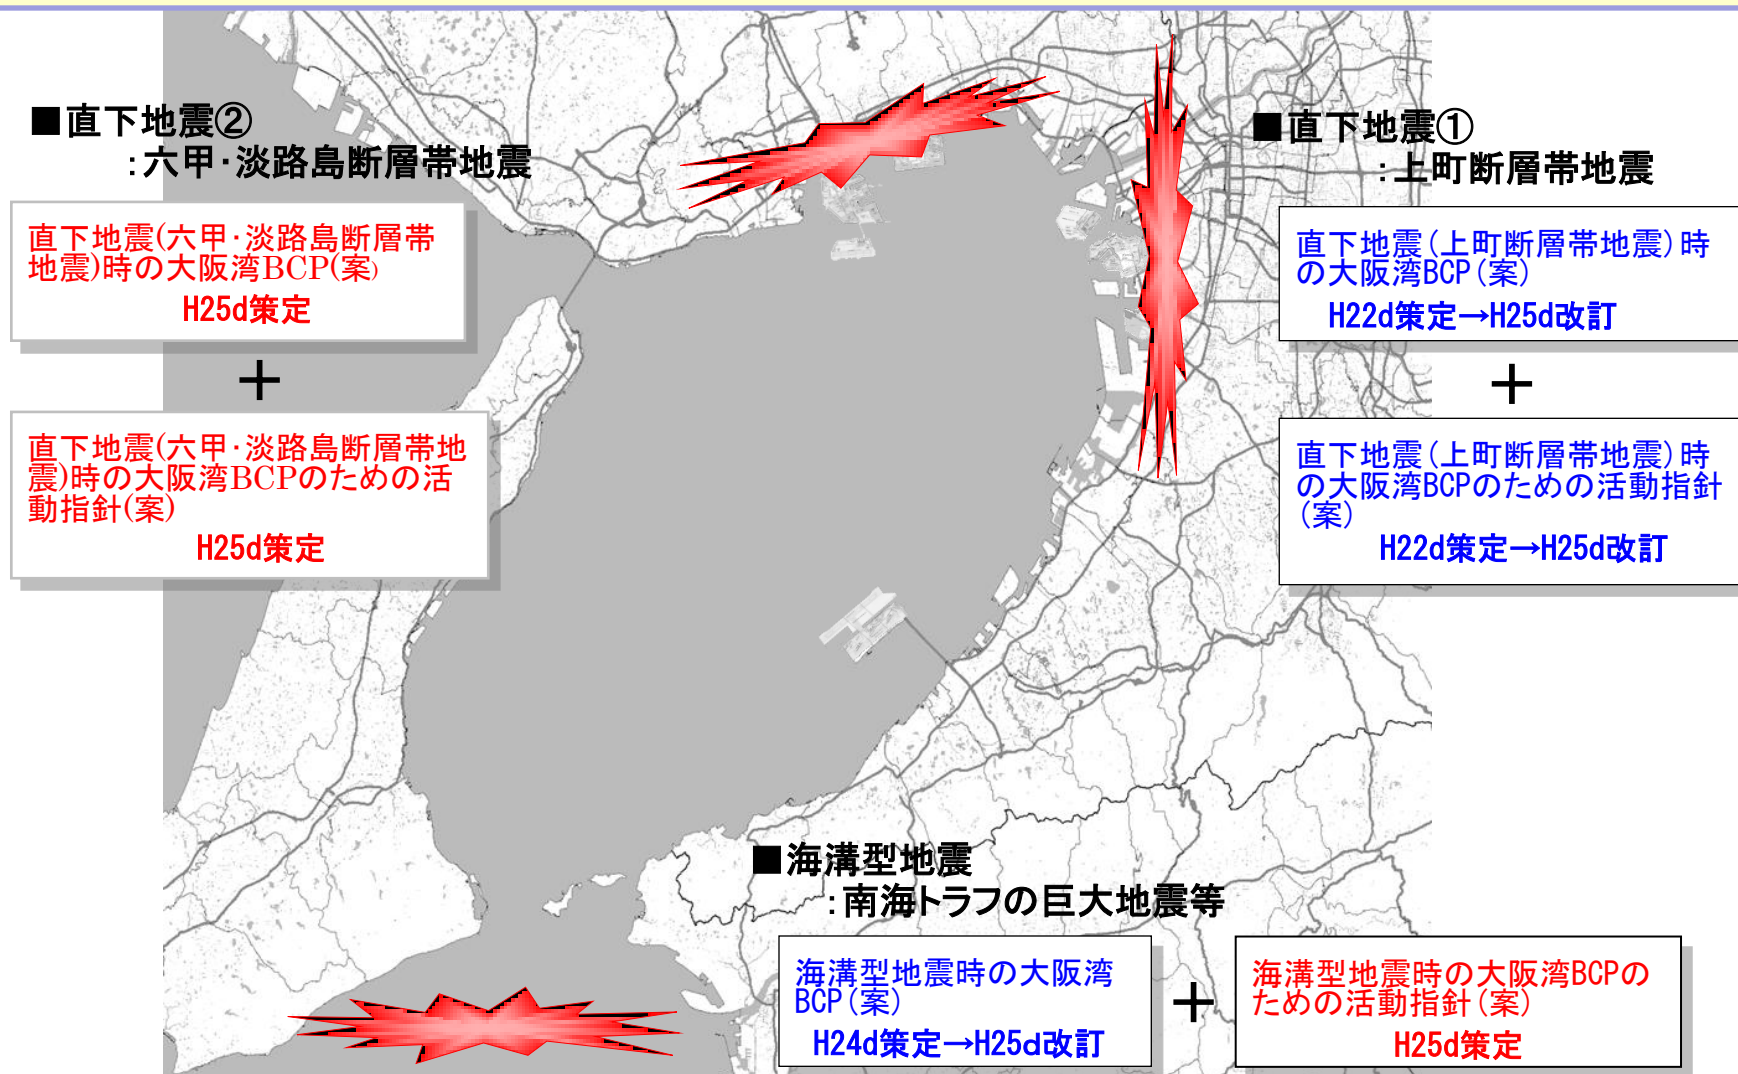 ■直下地震②
:六甲・淡路島断層帯地震
直下地震(六甲・淡路島断層帯
地震)時の大阪湾BCP(案)
H25d策定
＋
直下地震(六甲・淡路島断層帯地
震)時の大阪湾BCPのための活
動指針(案)
H25d策定
■直下地震①
:上町断層帯地震
直下地震(上町断層帯地震)時
の大阪湾BCP(案)
H22d策定→H25d改訂
＋
直下地震(上町断層帯地震)時
の大阪湾BCPのための活動指針
(案)
H22d策定→H25d改訂
■海溝型地震
:南海トラフの巨大地震等
海溝型地震時の大阪湾
BCP(案)
H24d策定→H25d改訂
＋
海溝型地震時の大阪湾BCPの
ための活動指針(案)
H25d策定